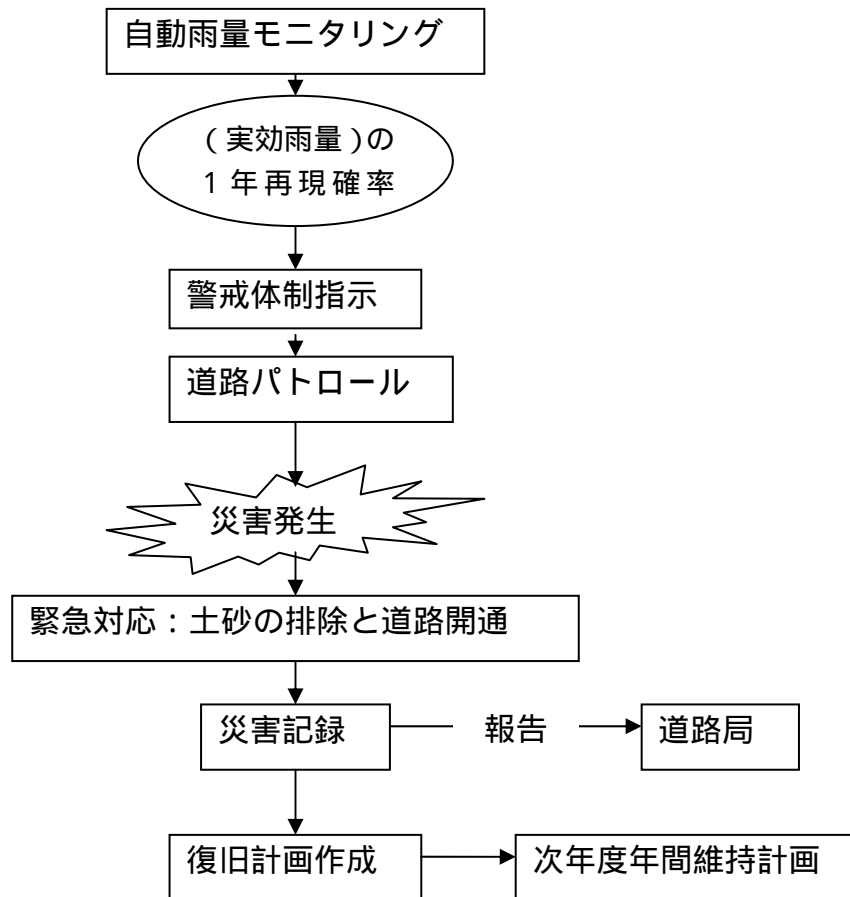 自動雨量モニタリング
(実効雨量)の
1年再現確率
警戒体制指示
道路パトロール
災害発生
緊急対応:土砂の排除と道路開通
災害記録
報告
道路局
復旧計画作成
次年度年間維持計画